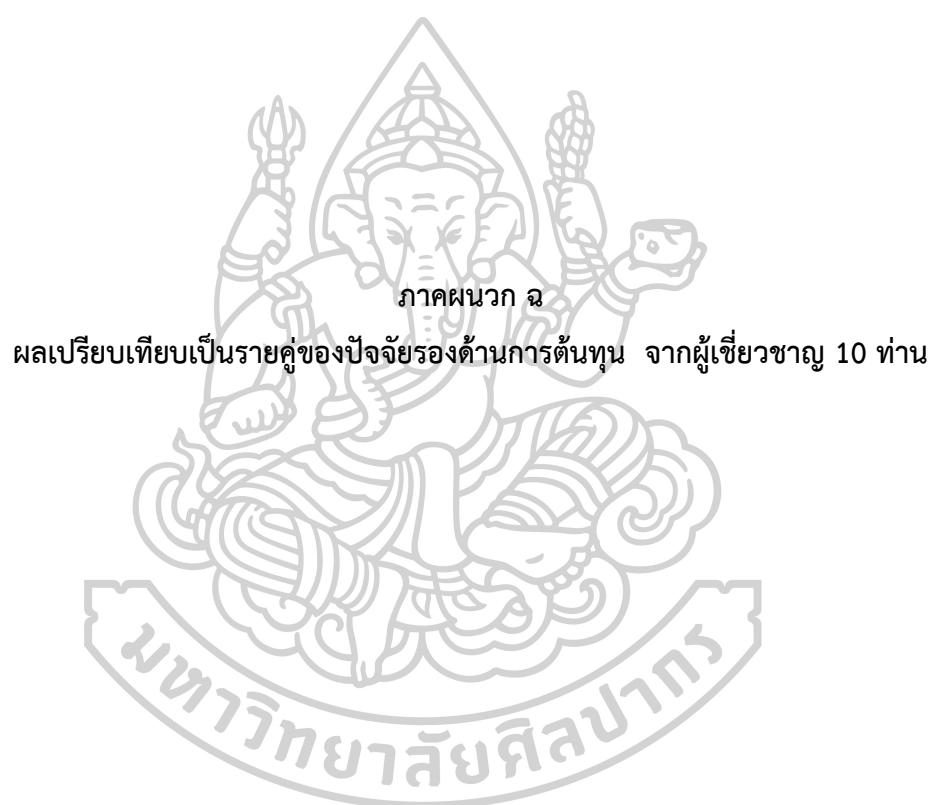 ภาคผนวก ฉ
ผลเปรียบเทียบเป็นรายคู่ของปัจจัยรองด้านการต้นทุน จากผู้เชี่ยวชาญ 10 ท่าน
มหาวิทยาลัยศิลปากร